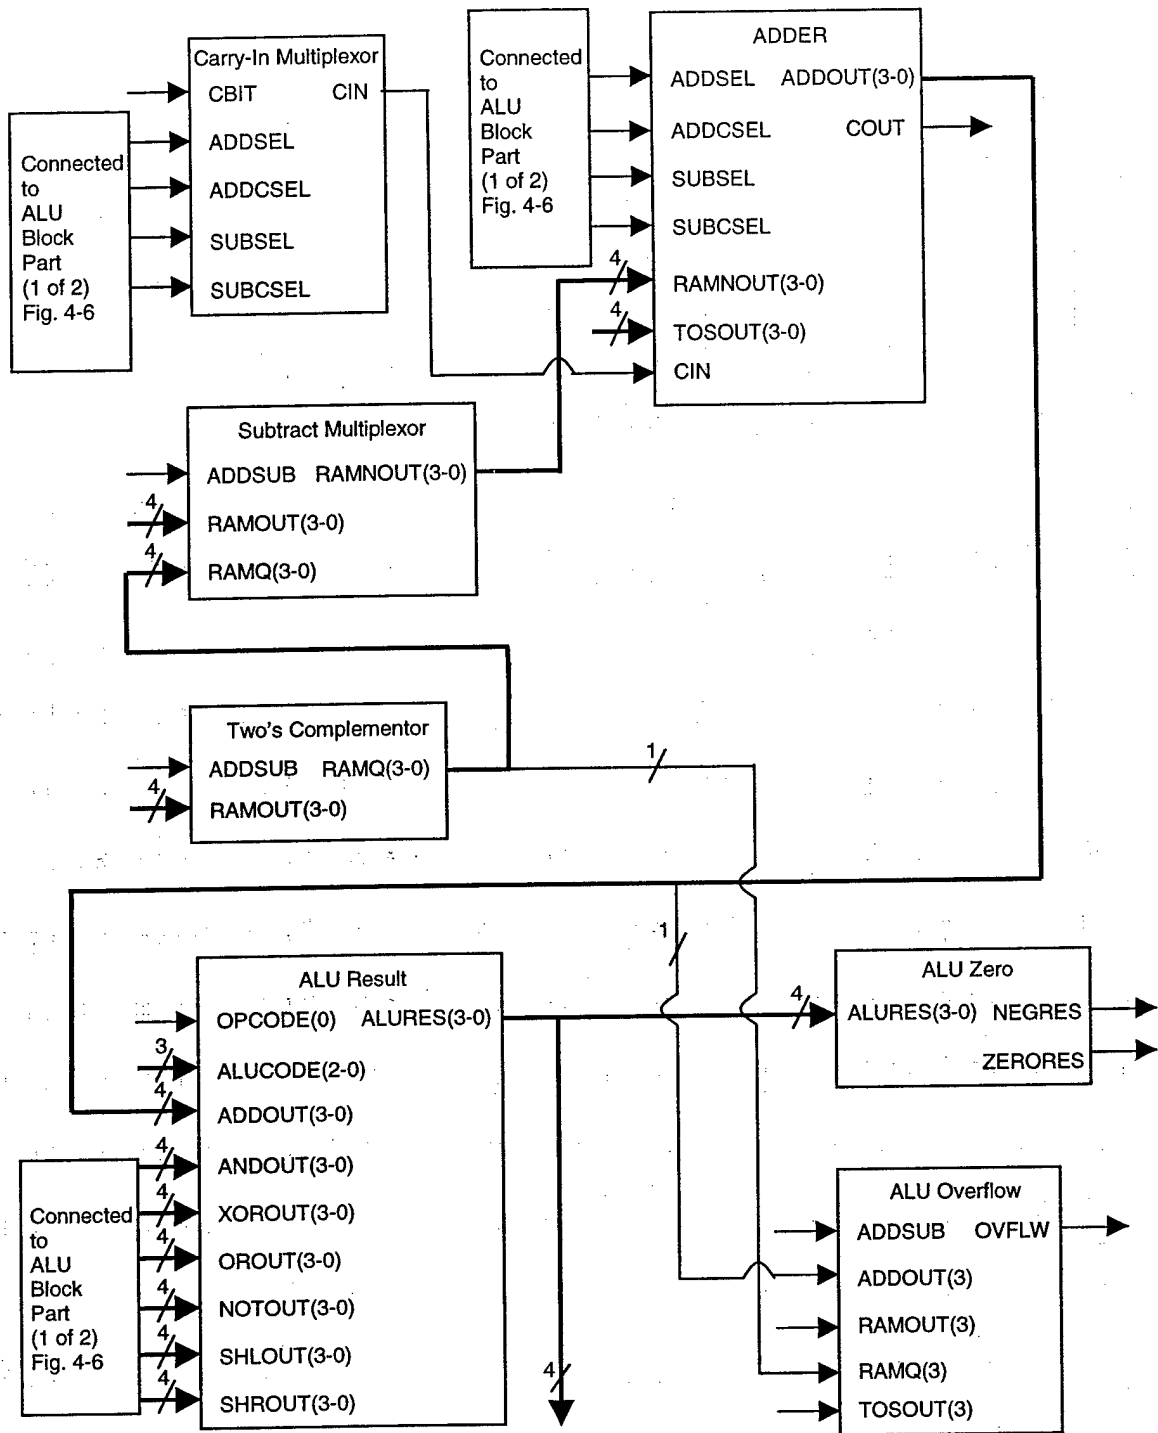 Carry-In Multiplexor
CBIT CIN
ADDSEL
ADDCSEL
SUBSEL
SUBCSEL
Connected
to
ALU
Block
Part
(1 of 2)
Fig. 4-6
Connected
to
ALU
Block
Part
(1 of 2)
Fig. 4-6
ADDER
ADDSEL ADDOUT(3-0)
ADDCSEL COUT
SUBSEL
SUBCSEL
4
RAMNOUT(3-0)
4
TOSOUT(3-0)
CIN
Subtract Multiplexor
ADDSUB RAMNOUT(3-0)
4
RAMOUT(3-0)
4
RAMQ(3-0)
Two's Complementor
ADDSUB RAMQ(3-0)
4
RAMOUT(3-0)
1
1
ALU Result
OPCODE(0) ALURES(3-0)
3
ALUCODE(2-0)
4
ADDOUT(3-0)
4
ANDOUT(3-0)
4
XOROUT(3-0)
4
OROUT(3-0)
4
NOTOUT(3-0)
4
SHLOUT(3-0)
4
SHROUT(3-0)
Connected
to
ALU
Block
Part
(1 of 2)
Fig. 4-6
4
4
ALU Zero
ALURES(3-0) NEGRES
ZERORES
ALU Overflow
ADDSUB OVFLW
ADDOUT(3)
RAMOUT(3)
RAMQ(3)
TOSOUT(3)